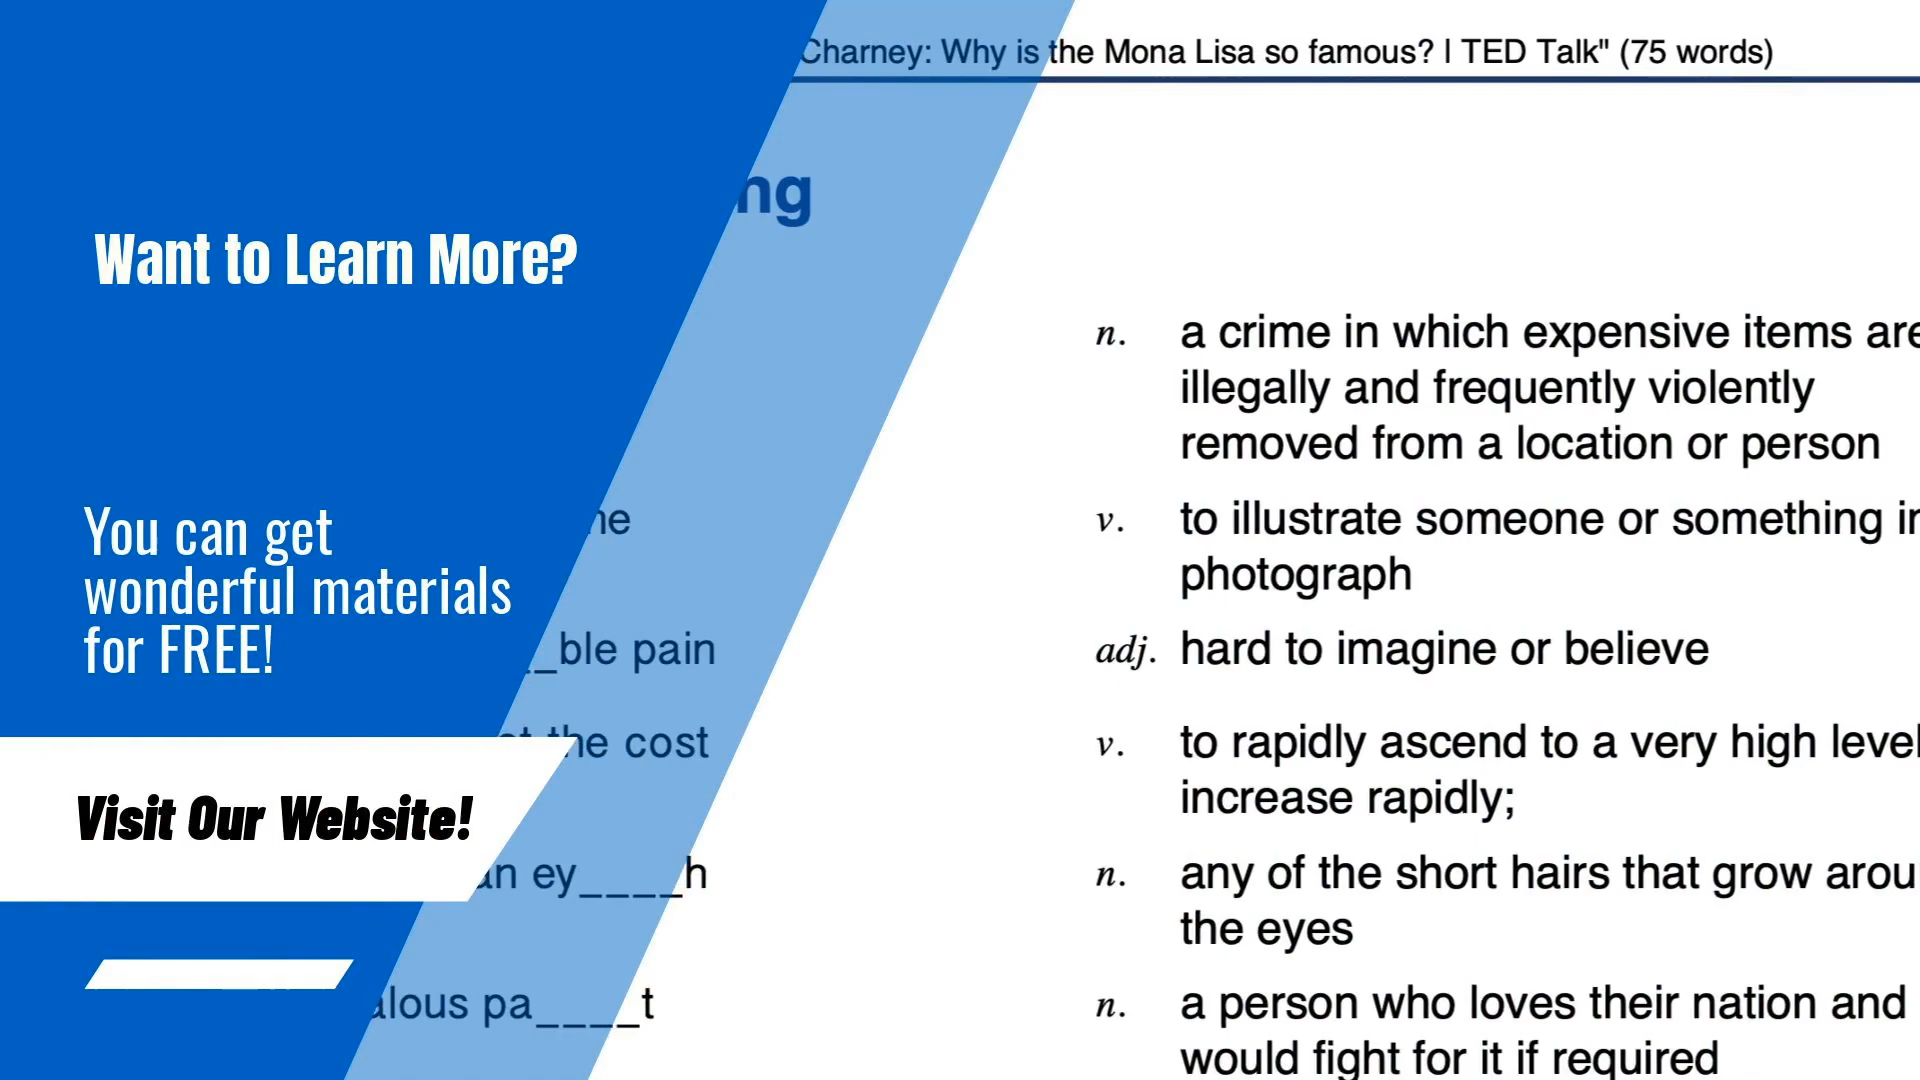 Charney: Why is the Mona Lisa so famous? | TED Talk" (75 words)
ng
Want to Learn More?
n. a crime in which expensive items are
illegally and frequently violently
removed from a location or person
You can get
wonderful materials
for FREE!
v. to illustrate someone or something in
photograph
_ble pain
adj. hard to imagine or believe
the cost
v. to rapidly ascend to a very high level
increase rapidly;
Visit Our Website!
an ey____h
n. any of the short hairs that grow arou
the eyes
alous pa____t
n. a person who loves their nation and
would fight for it if required